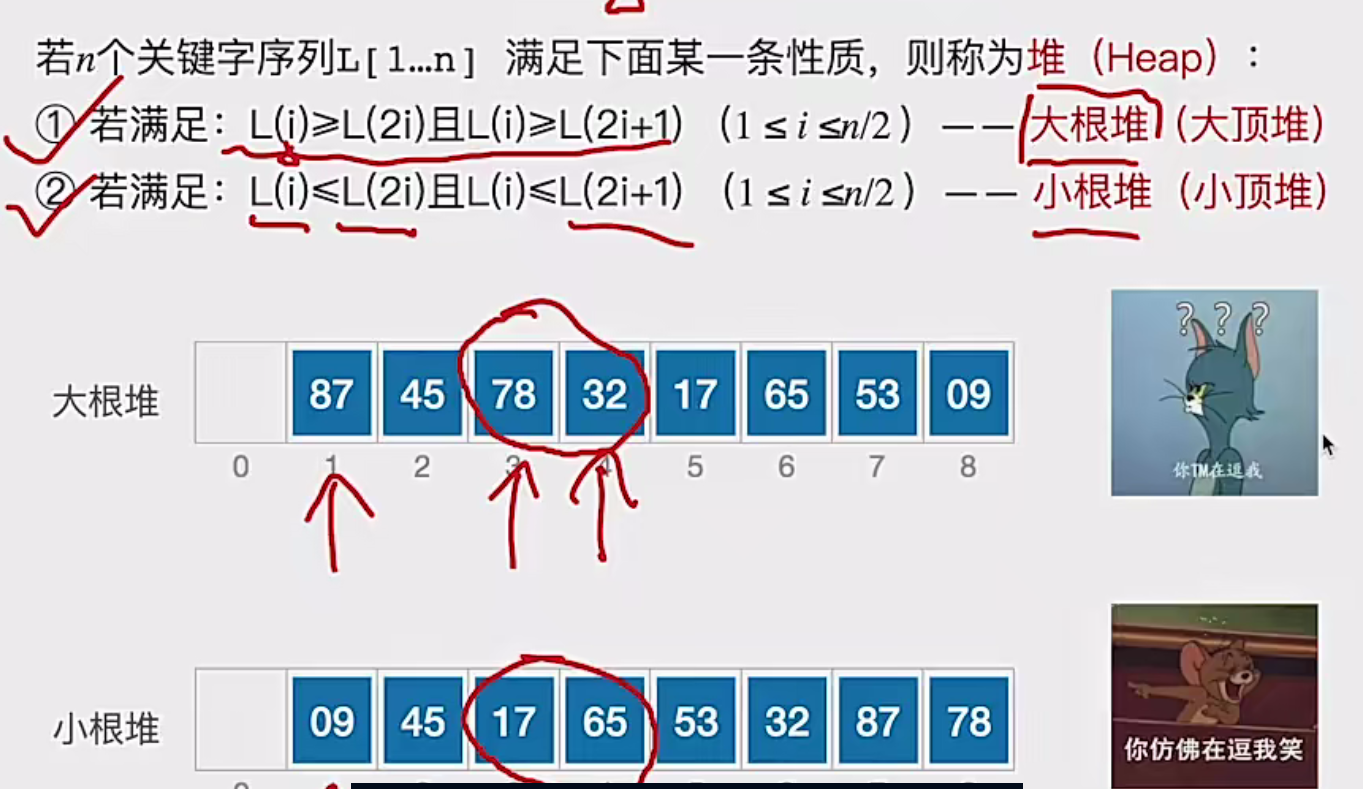 若n个关键字序列L[1…n] 满足下面某一条性质，则称为堆（Heap）：
① 若满足：L(i)≥L(2i)且L(i)≥L(2i+1)（1 ≤ i ≤n/2）—— 大根堆（大顶堆）
② 若满足：L(i)≤L(2i)且L(i)≤L(2i+1)（1 ≤ i ≤n/2）—— 小根堆（小顶堆）
? ? ?
大根堆 87 45 78 32 17 65 53 09
0 1 2 3 4 5 6 7 8
你TM在逗我
小根堆 09 45 17 65 53 32 87 78
你仿佛在逗我笑